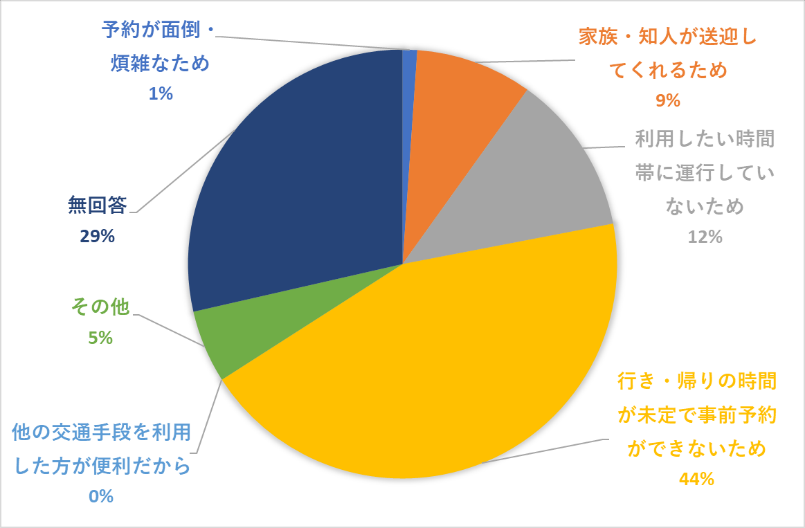 予約が面倒・
煩雑なため
1%
家族・知人が送迎し
てくれるため
9%
利用したい時間
帯に運行してい
ないため
12%
行き・帰りの時間
が未定で事前予約
ができないため
44%
他の交通手段を利用
した方が便利だから
0%
その他
5%
無回答
29%